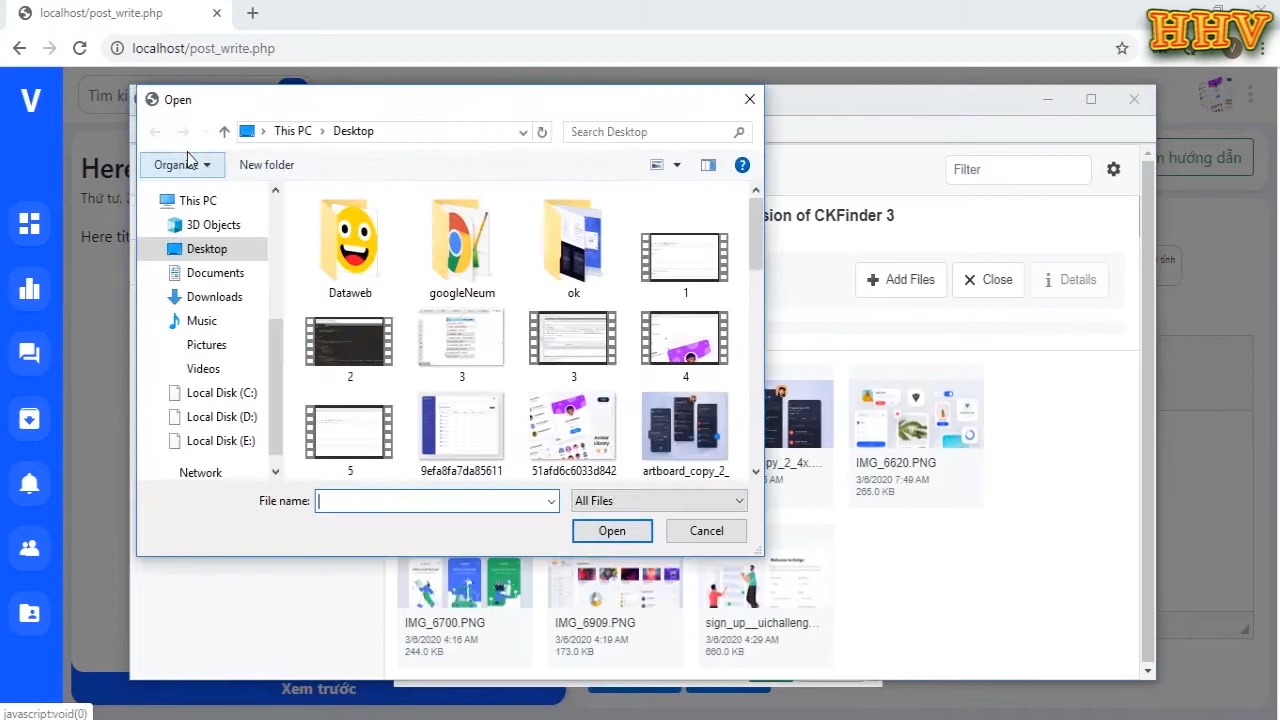 localhost/post_write.php
localhost/post_write.php
HHV
V
Tìm ki
Open
This PC
Desktop
Search Desktop
New folder
Filter
n hướng dẫn
Here
Thứ tư,
Here tit
This PC
3D Objects
Desktop
Documents
Downloads
Music
Pictures
Videos
Local Disk (C:)
Local Disk (D:)
Local Disk (E:)
Network
Dataweb
googleNeum
ok
1
2
3
3
4
5
9efa8fa7da85611
51afd6c6033d842
artboard_copy_2_
File name:
All Files
Open
Cancel
sion of CKFinder 3
Add Files
Close
Details
py_2_4x....
IMG_6620.PNG
3/6/2020 7:49 AM
265.0 KB
IMG_6700.PNG
3/6/2020 4:16 AM
244.0 KB
IMG_6909.PNG
3/6/2020 4:19 AM
173.0 KB
sign_up__uichalleng...
3/6/2020 4:29 AM
660.0 KB
Xem trước
javascript:void(0)